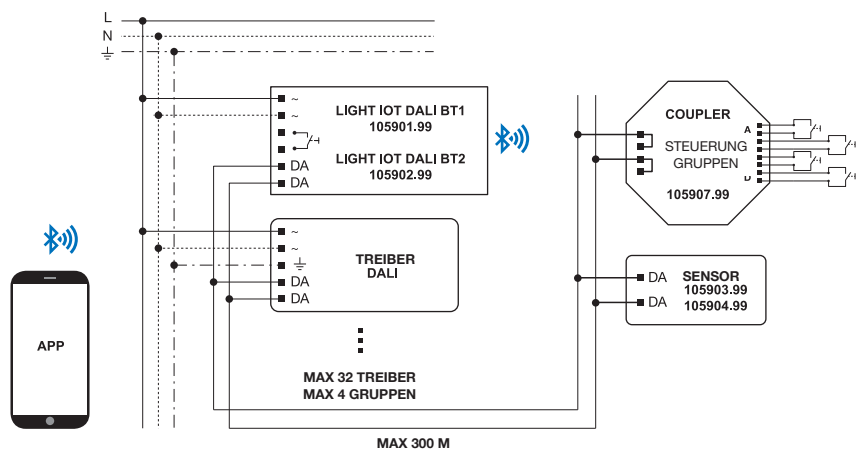 L
N
~
~
DA
DA
LIGHT IOT DALI BT1
105901.99
LIGHT IOT DALI BT2
105902.99
COUPLER
A
STEUERUNG
GRUPPEN
D
105907.99
~
~
DA
DA
TREIBER
DALI
DA
DA
SENSOR
105903.99
105904.99
APP
MAX 32 TREIBER
MAX 4 GRUPPEN
MAX 300 M